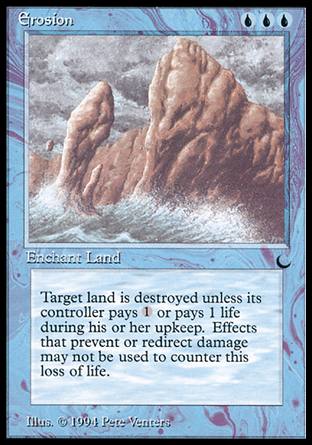 Erosion
Enchant Land
Target land is destroyed unless its
controller pays 1 or pays 1 life
during his or her upkeep. Effects
that prevent or redirect damage
may not be used to counter this
loss of life.
Illus. © 1994 Pete Venters